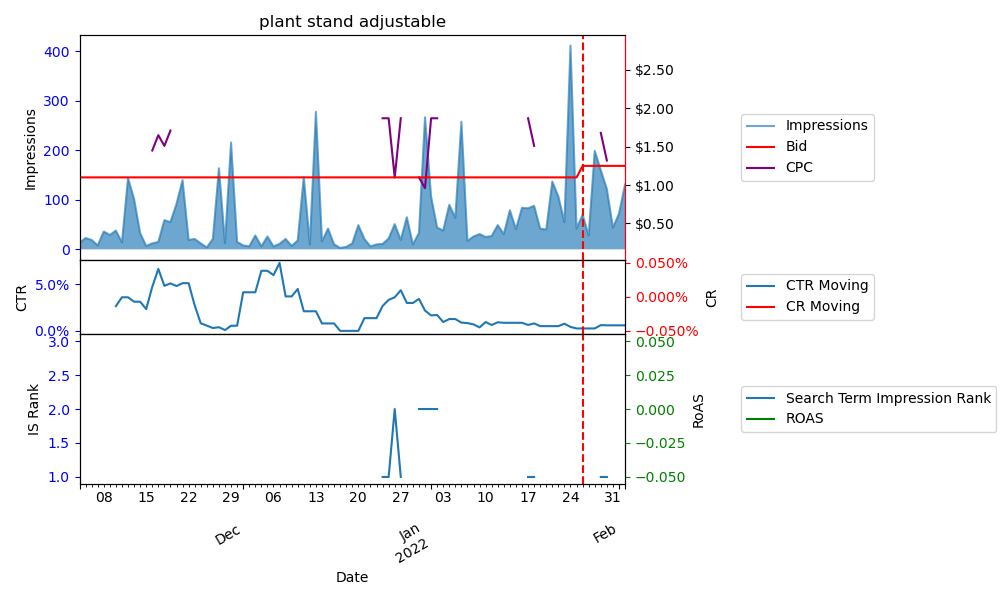 plant stand adjustable
400
300
200
100
0
Impressions
$2.50
$2.00
$1.50
$1.00
$0.50
Impressions
Bid
CPC
5.0%
0.0%
CTR
0.050%
0.000%
−0.050%
CR
CTR Moving
CR Moving
3.0
2.5
2.0
1.5
1.0
IS Rank
0.050
0.025
0.000
−0.025
−0.050
RoAS
Search Term Impression Rank
ROAS
08 15 22 29 06 13 20 27 03 10 17 24 31
Dec Jan Feb
2022
Date